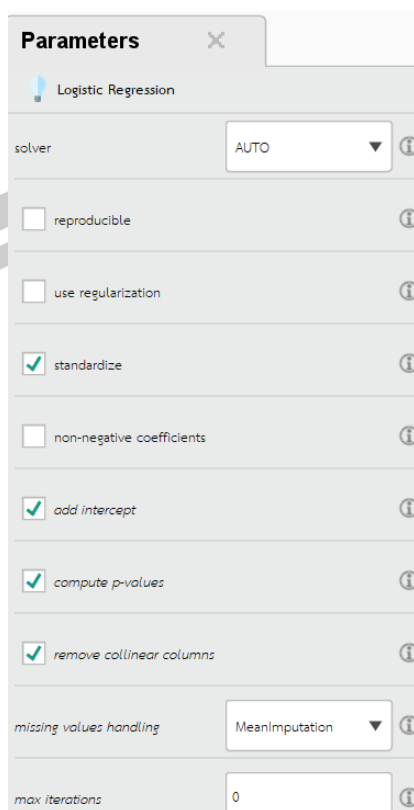 Parameters
Logistic Regression
solver AUTO
reproducible
use regularization
standardize
non-negative coefficients
add intercept
compute p-values
remove collinear columns
missing values handling MeanImputation
max iterations 0